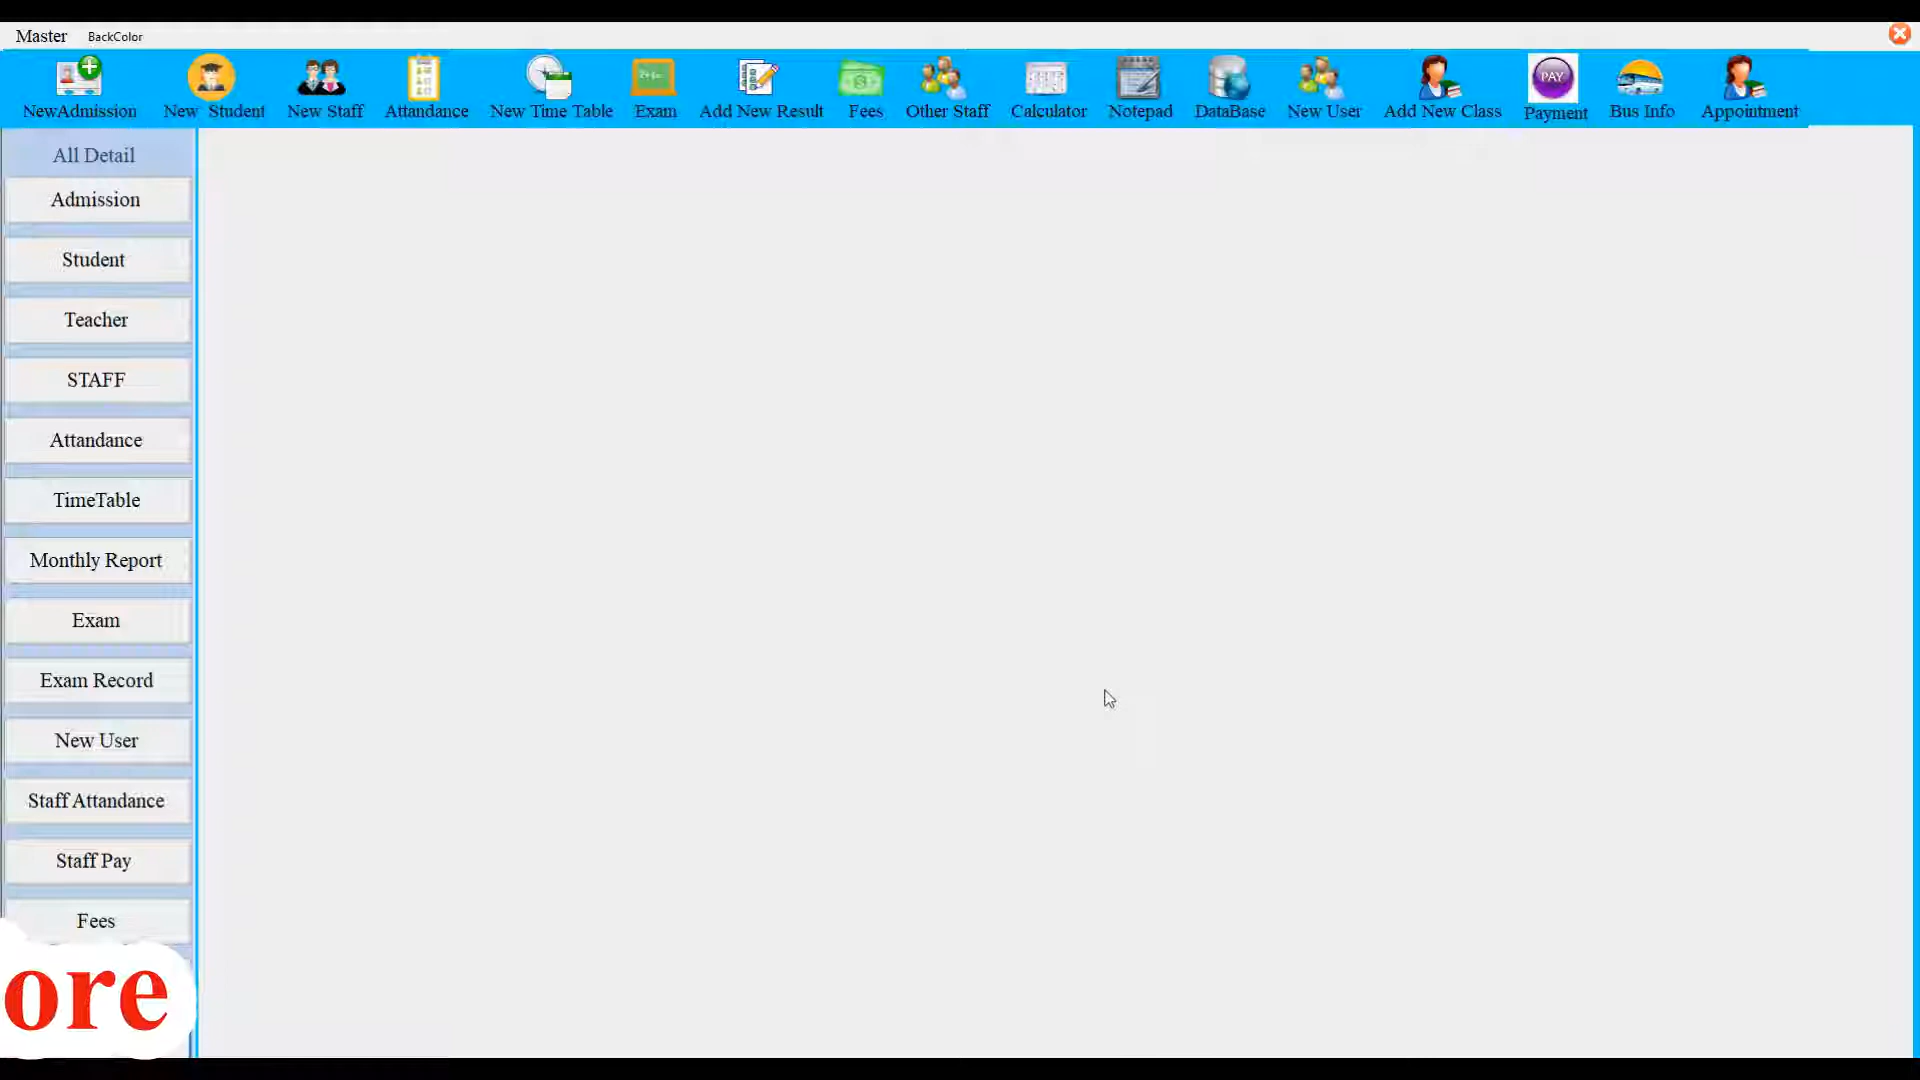 Master BackColor
NewAdmission New Student New Staff Attendance New Time Table Exam Add New Result Fees Other Staff Calculator Notepad DataBase New User Add New Class Payment Bus Info Appointment
PAY
All Detail
Admission
Student
Teacher
STAFF
Attandance
TimeTable
Monthly Report
Exam
Exam Record
New User
Staff Attandance
Staff Pay
Fees
ore